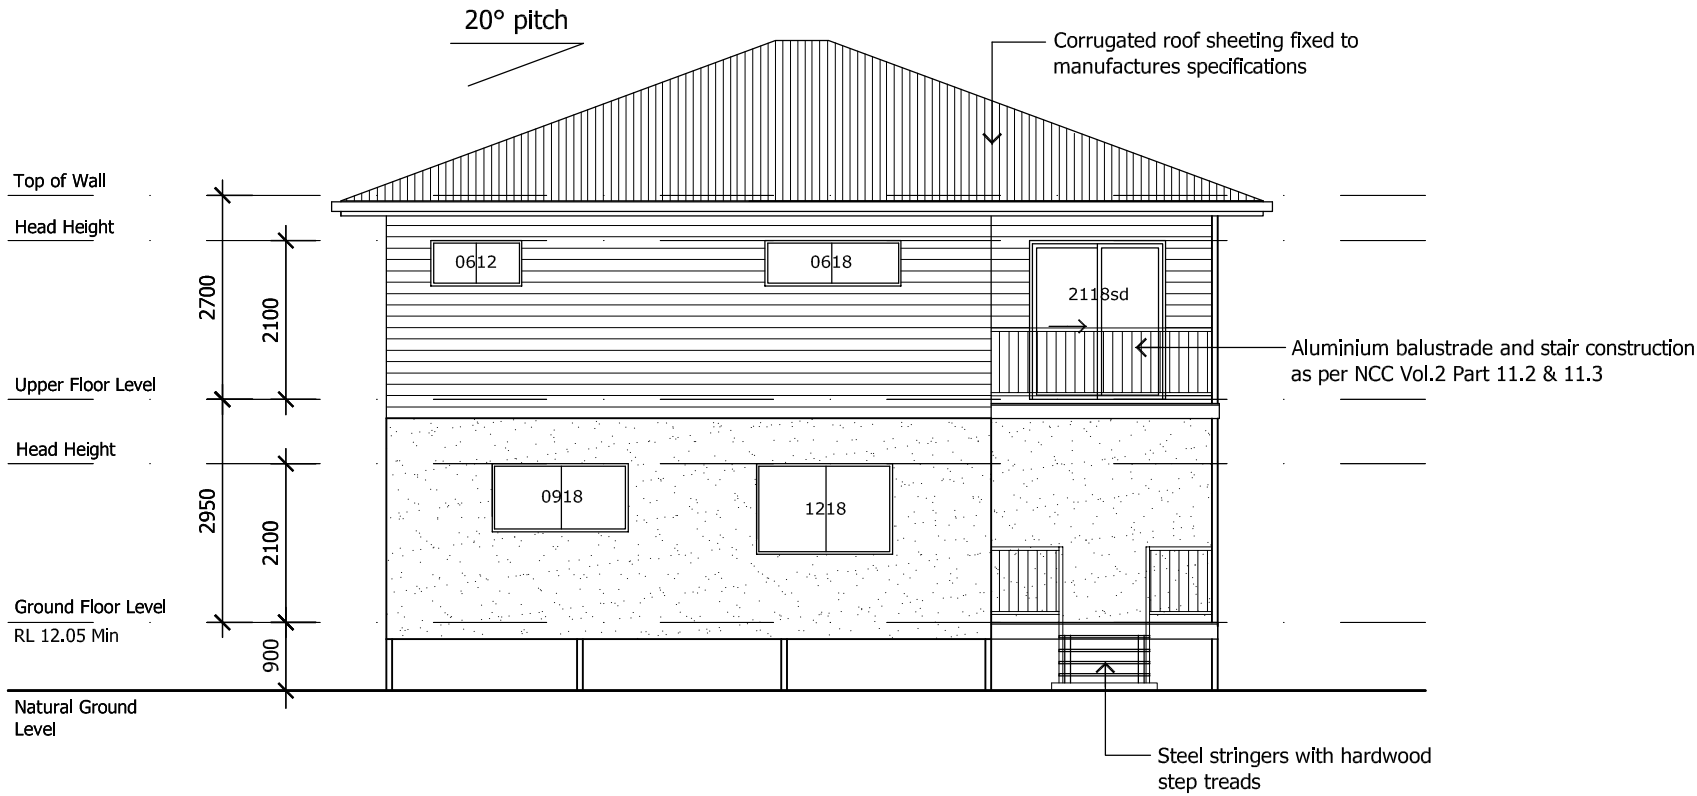 20° pitch
Corrugated roof sheeting fixed to
manufactures specifications
Top of Wall
Head Height
0612
0618
2118sd
2700
2100
Aluminium balustrade and stair construction
as per NCC Vol.2 Part 11.2 & 11.3
Upper Floor Level
Head Height
0918
1218
2950
2100
Ground Floor Level
RL 12.05 Min
900
Natural Ground
Level
Steel stringers with hardwood
step treads